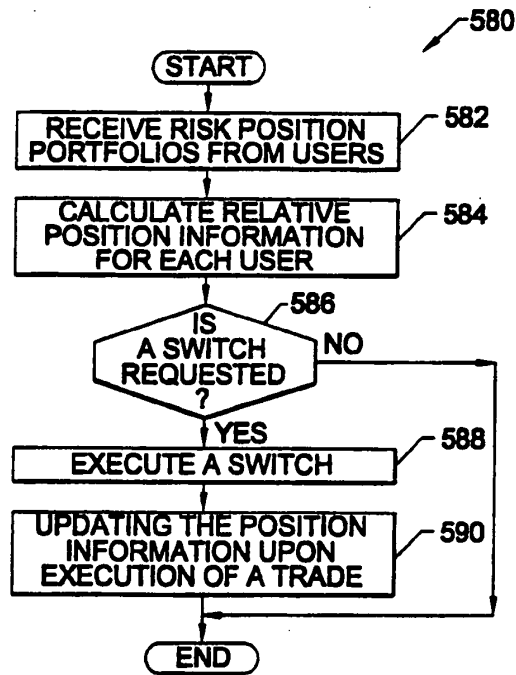 580
START
RECEIVE RISK POSITION
PORTFOLIOS FROM USERS
582
CALCULATE RELATIVE
POSITION INFORMATION
FOR EACH USER
584
586
IS
A SWITCH
REQUESTED
?
NO
YES
EXECUTE A SWITCH
588
UPDATING THE POSITION
INFORMATION UPON
EXECUTION OF A TRADE
590
END